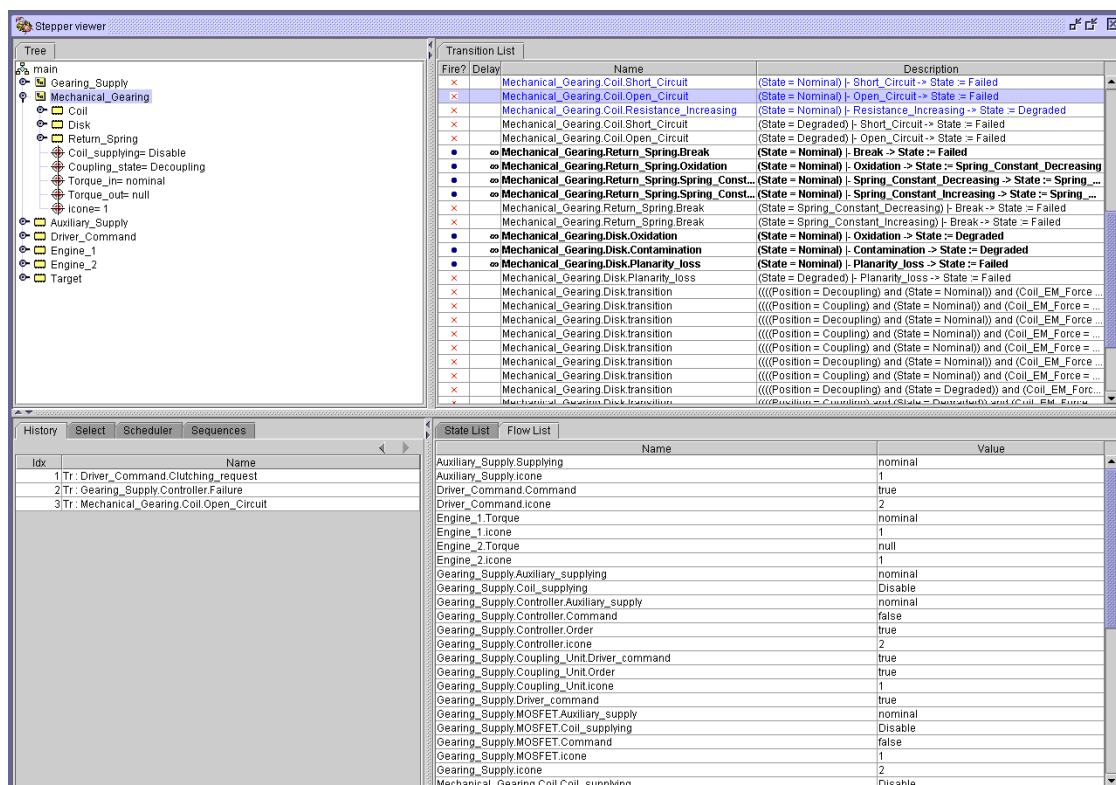 Stepper viewer
Tree
main
Gearing_Supply
Mechanical_Gearing
Coil
Disk
Return_Spring
Coil_supplying= Disable
Coupling_state= Decoupling
Torque_in= nominal
Torque_out= null
icone= 1
Auxiliary_Supply
Driver_Command
Engine_1
Engine_2
Target
Transition List
Fire? Delay Name Description
Mechanical_Gearing.Coil.Short_Circuit (State = Nominal) |- Short_Circuit -> State := Failed
Mechanical_Gearing.Coil.Open_Circuit (State = Nominal) |- Open_Circuit -> State := Failed
Mechanical_Gearing.Coil.Resistance_Increasing (State = Nominal) |- Resistance_Increasing -> State := Degraded
Mechanical_Gearing.Coil.Short_Circuit (State = Degraded) |- Short_Circuit -> State := Failed
Mechanical_Gearing.Coil.Open_Circuit (State = Degraded) |- Open_Circuit -> State := Failed
∞ Mechanical_Gearing.Return_Spring.Break (State = Nominal) |- Break -> State := Failed
∞ Mechanical_Gearing.Return_Spring.Oxidation (State = Nominal) |- Oxidation -> State := Spring_Constant_Decreasing
∞ Mechanical_Gearing.Return_Spring.Spring_Const... (State = Nominal) |- Spring_Constant_Decreasing -> State := Spring_...
∞ Mechanical_Gearing.Return_Spring.Spring_Const... (State = Nominal) |- Spring_Constant_Increasing -> State := Spring_...
Mechanical_Gearing.Return_Spring.Break (State = Spring_Constant_Decreasing) |- Break -> State := Failed
Mechanical_Gearing.Return_Spring.Break (State = Spring_Constant_Increasing) |- Break -> State := Failed
∞ Mechanical_Gearing.Disk.Oxidation (State = Nominal) |- Oxidation -> State := Degraded
∞ Mechanical_Gearing.Disk.Contamination (State = Nominal) |- Contamination -> State := Degraded
∞ Mechanical_Gearing.Disk.Planarity_loss (State = Nominal) |- Planarity_loss -> State := Failed
Mechanical_Gearing.Disk.Planarity_loss (State = Degraded) |- Planarity_loss -> State := Failed
Mechanical_Gearing.Disk.transition ((((Position = Decoupling) and (State = Nominal)) and (Coil_EM_Force ...
Mechanical_Gearing.Disk.transition ((((Position = Coupling) and (State = Nominal)) and (Coil_EM_Force = ...
Mechanical_Gearing.Disk.transition ((((Position = Decoupling) and (State = Nominal)) and (Coil_EM_Force ...
Mechanical_Gearing.Disk.transition ((((Position = Coupling) and (State = Nominal)) and (Coil_EM_Force = ...
Mechanical_Gearing.Disk.transition ((((Position = Decoupling) and (State = Nominal)) and (Coil_EM_Force ...
Mechanical_Gearing.Disk.transition ((((Position = Coupling) and (State = Nominal)) and (Coil_EM_Force = ...
Mechanical_Gearing.Disk.transition ((((Position = Decoupling) and (State = Degraded)) and (Coil_EM_Forc...
Mechanical_Gearing.Disk.transition ((((Position = Coupling) and (State = Degraded)) and (Coil_EM_Force ...
History Select Scheduler Sequences
Idx Name
1 Tr : Driver_Command.Clutching_request
2 Tr : Gearing_Supply.Controller.Failure
3 Tr : Mechanical_Gearing.Coil.Open_Circuit
State List Flow List
Name Value
Auxiliary_Supply.Supplying nominal
Auxiliary_Supply.icone 1
Driver_Command.Command true
Driver_Command.icone 2
Engine_1.Torque nominal
Engine_1.icone 1
Engine_2.Torque null
Engine_2.icone 1
Gearing_Supply.Auxiliary_supplying nominal
Gearing_Supply.Coil_supplying Disable
Gearing_Supply.Controller.Auxiliary_supply nominal
Gearing_Supply.Controller.Command false
Gearing_Supply.Controller.Order true
Gearing_Supply.Controller.icone 2
Gearing_Supply.Coupling_Unit.Driver_command true
Gearing_Supply.Coupling_Unit.Order true
Gearing_Supply.Coupling_Unit.icone 1
Gearing_Supply.Driver_command true
Gearing_Supply.MOSFET.Auxiliary_supply nominal
Gearing_Supply.MOSFET.Coil_supplying Disable
Gearing_Supply.MOSFET.Command false
Gearing_Supply.MOSFET.icone 1
Gearing_Supply.icone 2
Mechanical_Gearing.Coil.Coil_supplying Disable